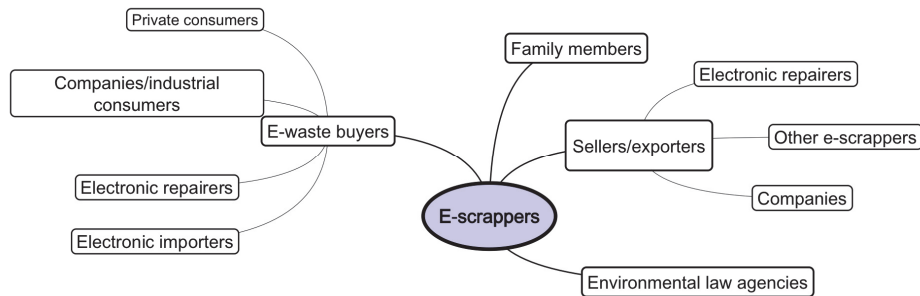 Private consumers
Companies/industrial
consumers
E-waste buyers
Electronic repairers
Electronic importers
Family members
Electronic repairers
Sellers/exporters
Other e-scrappers
Companies
E-scrappers
Environmental law agencies